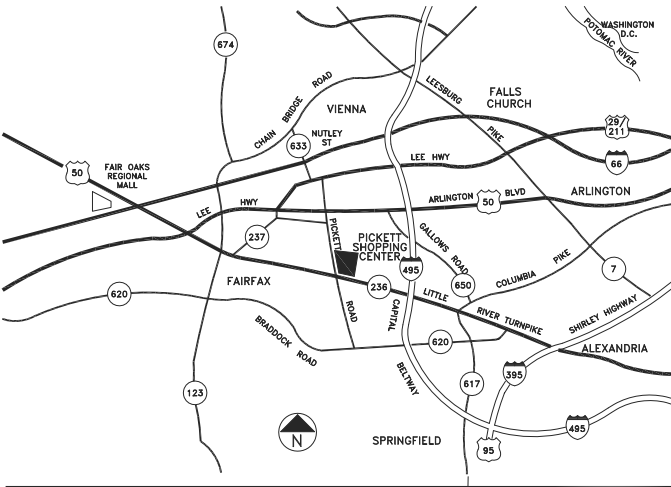 WASHINGTON
D.C.
POTOMAC RIVER
674
LEESBURG
PIKE
FALLS
CHURCH
CHAIN BRIDGE ROAD
VIENNA
29/
211
NUTLEY
ST
633
LEE HWY
66
50
FAIR OAKS
REGIONAL
MALL
ARLINGTON BLVD
50
ARLINGTON
LEE HWY
237
PICKETT
ROAD
PICKETT
SHOPPING
CENTER
GALLOWS ROAD
495
COLUMBIA PIKE
7
FAIRFAX
236
650
620
LITTLE RIVER TURNPIKE
SHIRLEY HIGHWAY
CAPITAL
BELTWAY
BRADDOCK ROAD
620
ALEXANDRIA
395
617
123
N
SPRINGFIELD
495
95